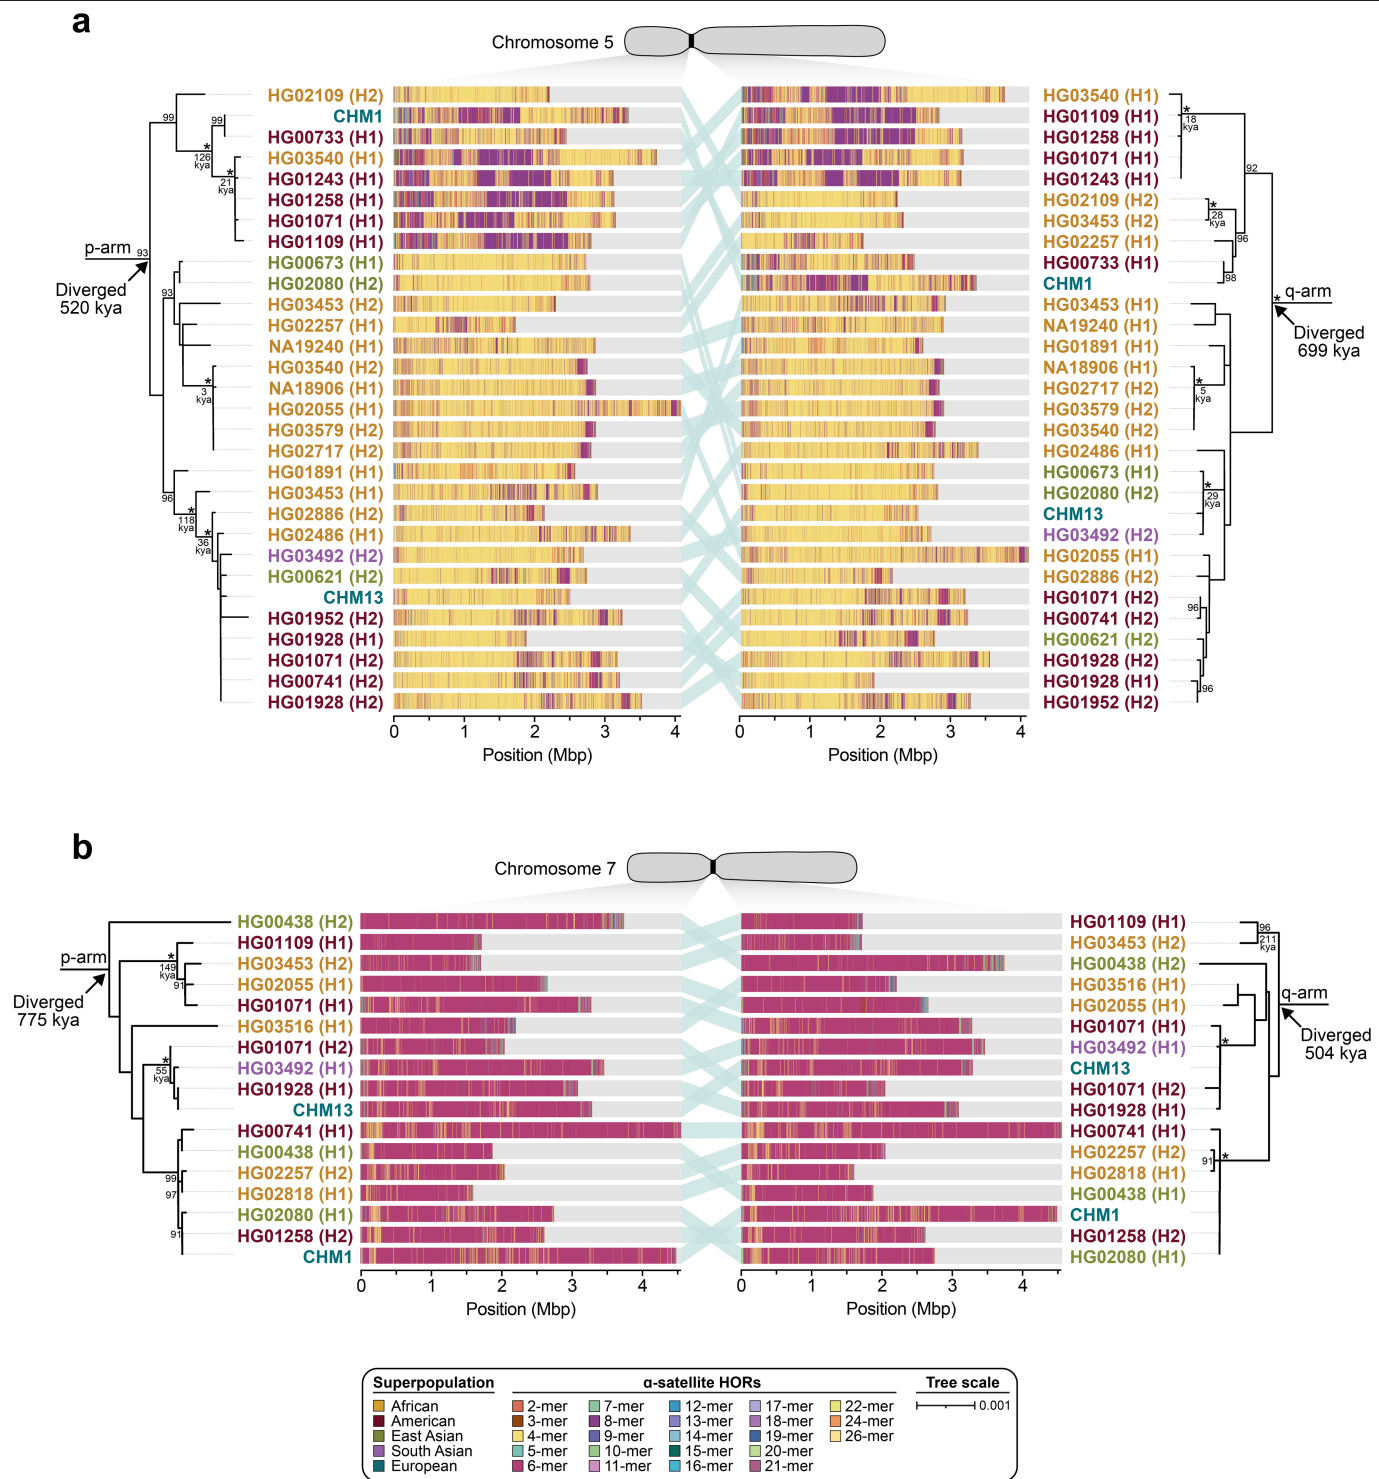 a
Chromosome 5
HG02109 (H2)
CHM1
HG00733 (H1)
HG03540 (H1)
HG01243 (H1)
HG01258 (H1)
HG01071 (H1)
HG01109 (H1)
HG00673 (H1)
HG02080 (H2)
HG03453 (H2)
HG02257 (H1)
NA19240 (H1)
HG03540 (H2)
NA18906 (H1)
HG02055 (H1)
HG03579 (H2)
HG02717 (H2)
HG01891 (H1)
HG03453 (H1)
HG02886 (H2)
HG02486 (H1)
HG03492 (H2)
HG00621 (H2)
CHM13
HG01952 (H2)
HG01928 (H1)
HG01071 (H2)
HG00741 (H2)
HG01928 (H2)
p-arm
Diverged
520 kya
93
99
99
*
126
kya
*
21
kya
93
*
3
kya
96
*
118
kya
*
36
kya
0 1 2 3 4
Position (Mbp)
HG03540 (H1)
HG01109 (H1)
HG01258 (H1)
HG01071 (H1)
HG01243 (H1)
HG02109 (H2)
HG03453 (H2)
HG02257 (H1)
HG00733 (H1)
CHM1
HG03453 (H1)
NA19240 (H1)
HG01891 (H1)
NA18906 (H1)
HG02717 (H2)
HG03579 (H2)
HG03540 (H2)
HG02486 (H1)
HG00673 (H1)
HG02080 (H2)
CHM13
HG03492 (H2)
HG02055 (H1)
HG02886 (H2)
HG01071 (H2)
HG00741 (H2)
HG00621 (H2)
HG01928 (H2)
HG01928 (H1)
HG01952 (H2)
*
18
kya
92
*
28
kya
96
98
* q-arm
Diverged
699 kya
*
5
kya
*
29
kya
96
96
0 1 2 3 4
Position (Mbp)
b
Chromosome 7
HG00438 (H2)
HG01109 (H1)
HG03453 (H2)
HG02055 (H1)
HG01071 (H1)
HG03516 (H1)
HG01071 (H2)
HG03492 (H1)
HG01928 (H1)
CHM13
HG00741 (H1)
HG00438 (H1)
HG02257 (H2)
HG02818 (H1)
HG02080 (H1)
HG01258 (H2)
CHM1
p-arm
Diverged
775 kya
*
149
kya
91
*
55
kya
99
97
91
0 1 2 3 4
Position (Mbp)
HG01109 (H1)
HG03453 (H2)
HG00438 (H2)
HG03516 (H1)
HG02055 (H1)
HG01071 (H1)
HG03492 (H1)
CHM13
HG01071 (H2)
HG01928 (H1)
HG00741 (H1)
HG02257 (H2)
HG02818 (H1)
HG00438 (H1)
CHM1
HG01258 (H2)
HG02080 (H1)
96
211
kya
q-arm
Diverged
504 kya
*
91
*
0 1 2 3 4
Position (Mbp)
Superpopulation
African
American
East Asian
South Asian
European
α-satellite HORs
2-mer 7-mer 12-mer 17-mer 22-mer
3-mer 8-mer 13-mer 18-mer 24-mer
4-mer 9-mer 14-mer 19-mer 26-mer
5-mer 10-mer 15-mer 20-mer
6-mer 11-mer 16-mer 21-mer
Tree scale
0.001